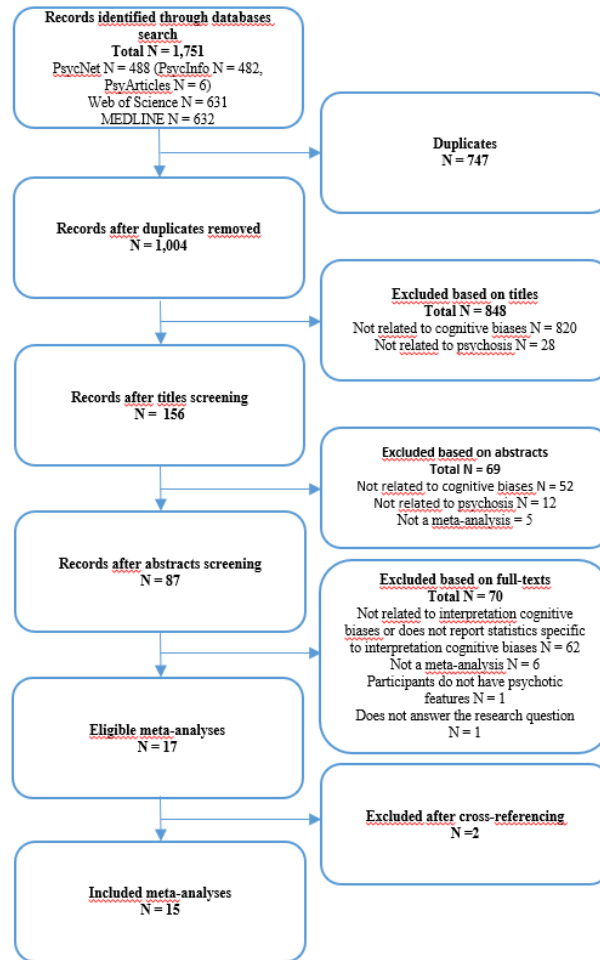 Records identified through databases
search
Total N = 1,751
PsycNet N = 488 (PsycInfo N = 482,
PsyArticles N = 6)
Web of Science N = 631
MEDLINE N = 632
Duplicates
N = 747
Records after duplicates removed
N = 1,004
Excluded based on titles
Total N = 848
Not related to cognitive biases N = 820
Not related to psychosis N = 28
Records after titles screening
N = 156
Excluded based on abstracts
Total N = 69
Not related to cognitive biases N = 52
Not related to psychosis N = 12
Not a meta-analysis = 5
Records after abstracts screening
N = 87
Excluded based on full-texts
Total N = 70
Not related to interpretation cognitive
biases or does not report statistics specific
to interpretation cognitive biases N = 62
Not a meta-analysis N = 6
Participants do not have psychotic
features N = 1
Does not answer the research question
N = 1
Eligible meta-analyses
N = 17
Excluded after cross-referencing
N =2
Included meta-analyses
N = 15